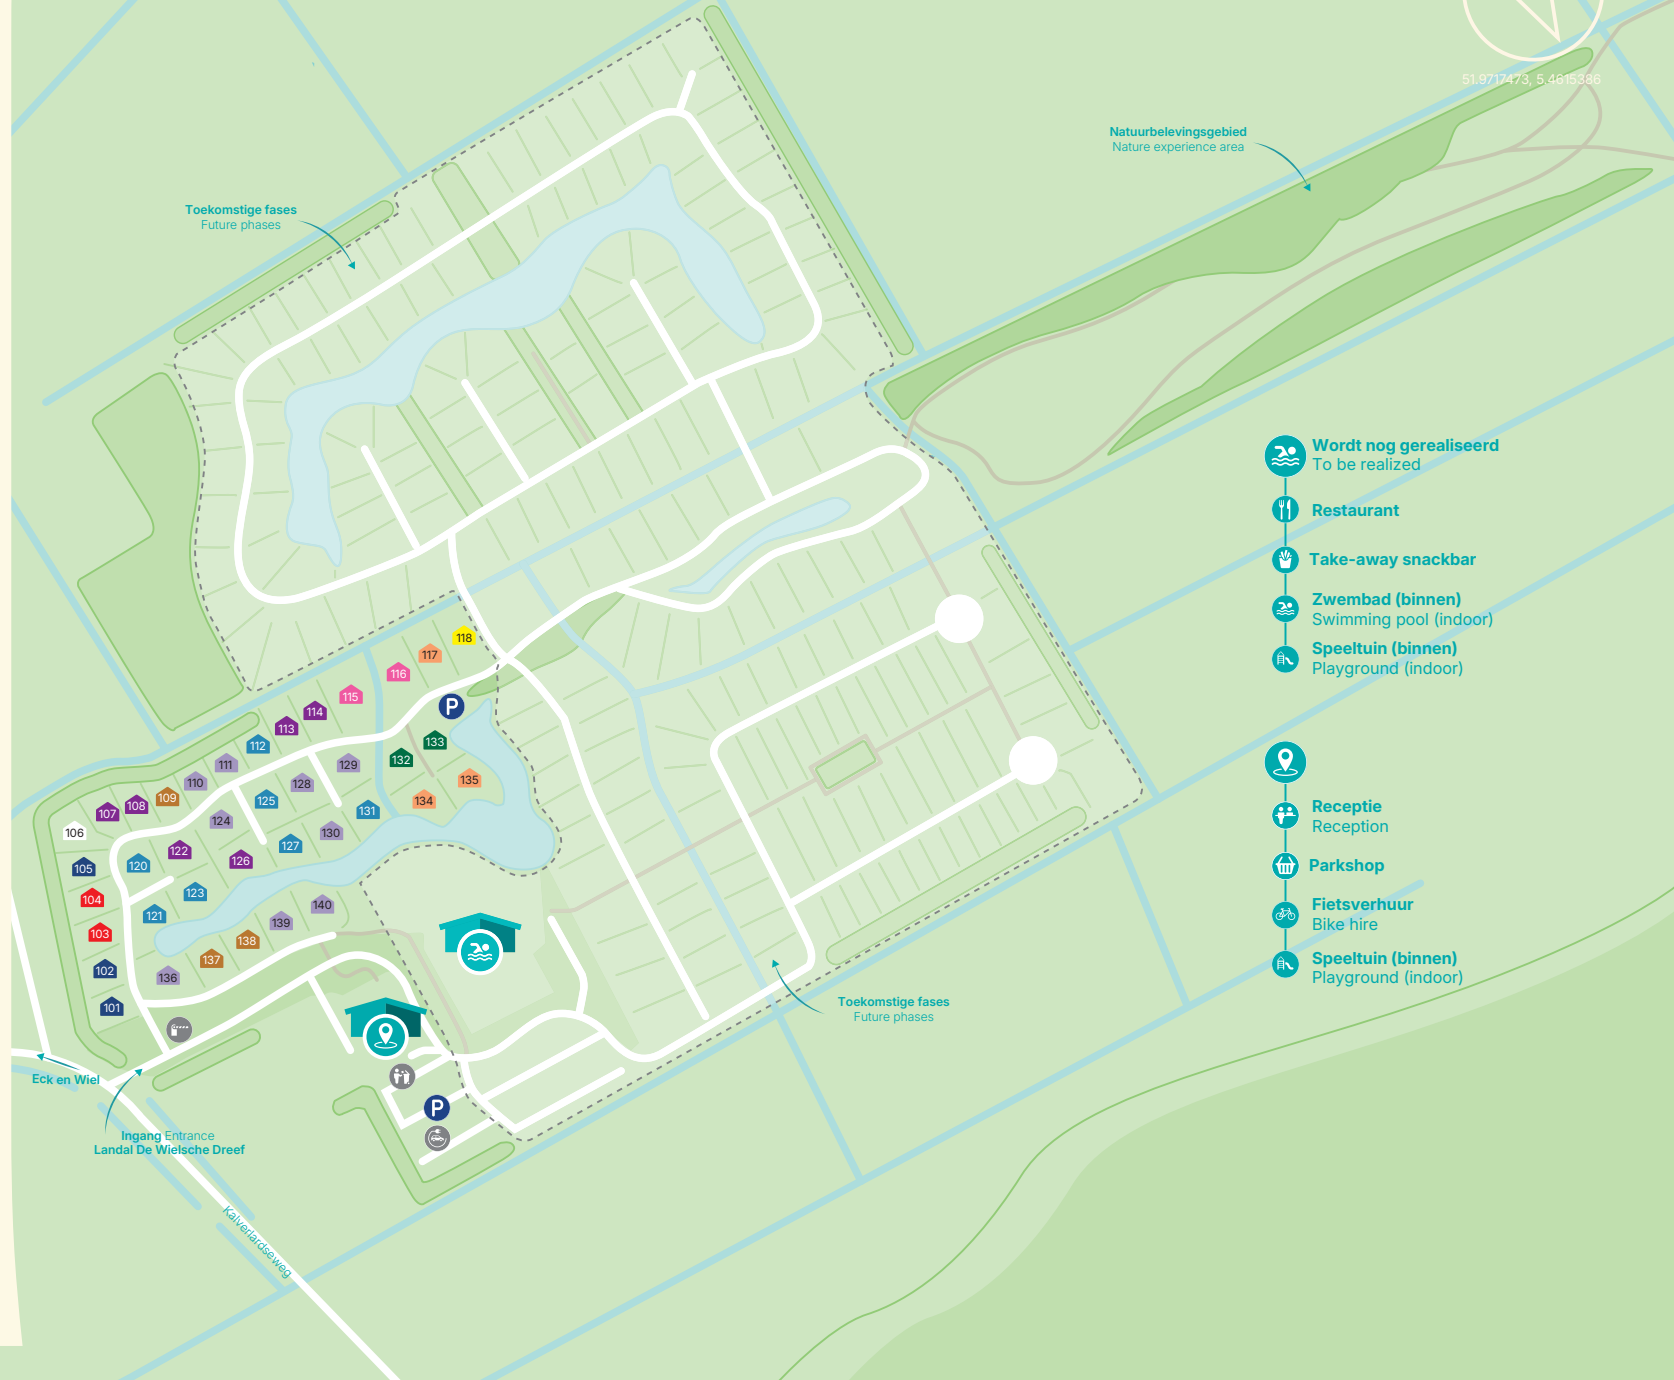 51.9717473, 5.4615386
Natuurbelevingsgebied
Nature experience area
Toekomstige fases
Future phases
Wordt nog gerealiseerd
To be realized
Restaurant
Take-away snackbar
Zwembad (binnen)
Swimming pool (indoor)
Speeltuin (binnen)
Playground (indoor)
Receptie
Reception
Parkshop
Fietsverhuur
Bike hire
Speeltuin (binnen)
Playground (indoor)
118
117
116
115
114
113
112
111
110
109
108
107
106
105
104
103
102
101
P
133
132
129
128
125
124
135
134
131
130
127
126
122
120
123
121
140
139
138
137
136
Toekomstige fases
Future phases
P
Eck en Wiel
Ingang Entrance
Landal De Wielsche Dreef
Kalverlardseweg